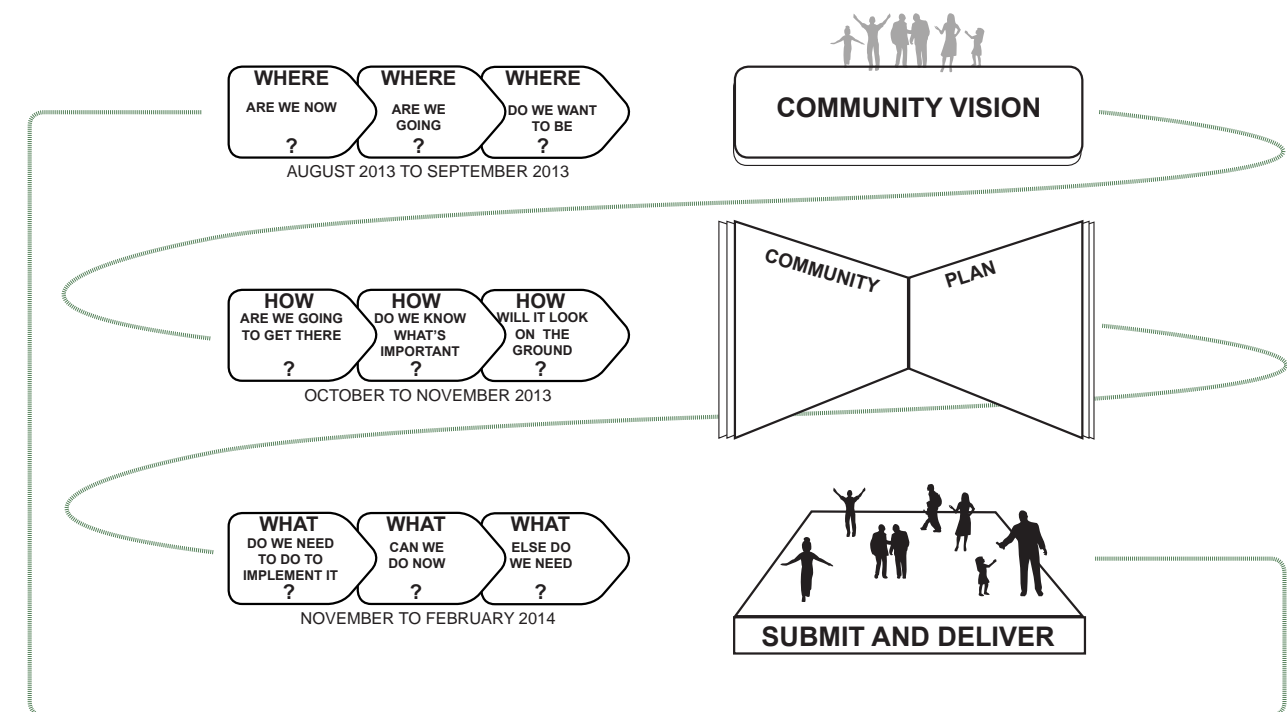 WHERE
ARE WE NOW
?
WHERE
ARE WE
GOING
?
WHERE
DO WE WANT
TO BE
?
AUGUST 2013 TO SEPTEMBER 2013
COMMUNITY VISION
HOW
ARE WE GOING
TO GET THERE
?
HOW
DO WE KNOW
WHAT'S
IMPORTANT
?
HOW
WILL IT LOOK
ON THE
GROUND
?
OCTOBER TO NOVEMBER 2013
COMMUNITY
PLAN
WHAT
DO WE NEED
TO DO TO
IMPLEMENT IT
?
WHAT
CAN WE
DO NOW
?
WHAT
ELSE DO
WE NEED
?
NOVEMBER TO FEBRUARY 2014
SUBMIT AND DELIVER